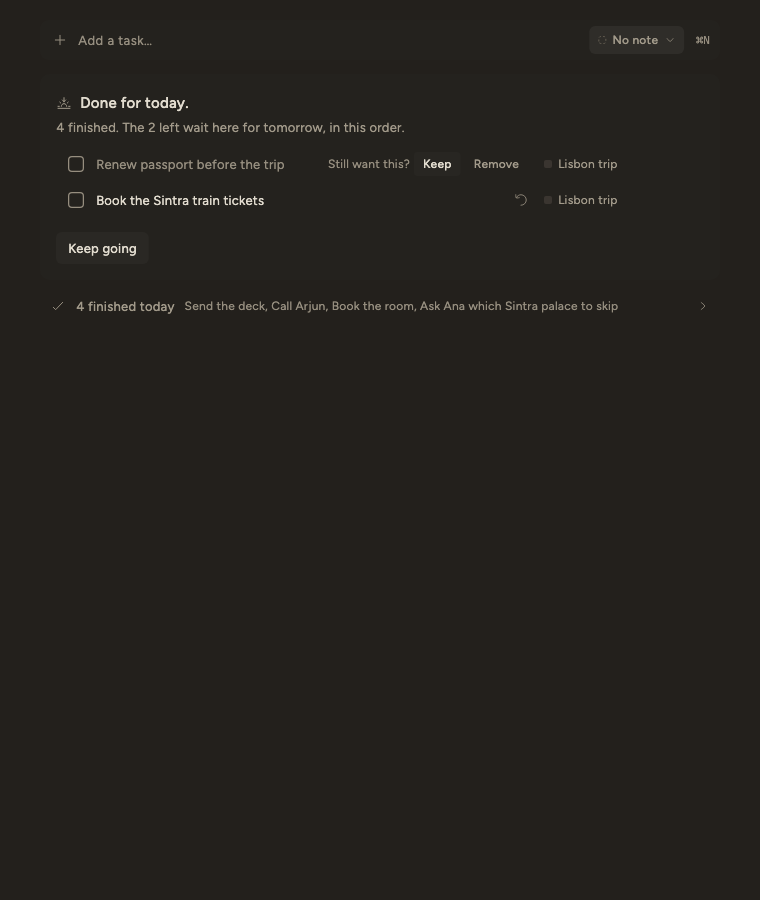 Add a task...
No note
⌘N
Done for today.
4 finished. The 2 left wait here for tomorrow, in this order.
Renew passport before the trip Still want this? Keep Remove Lisbon trip
Book the Sintra train tickets Lisbon trip
Keep going
4 finished today Send the deck, Call Arjun, Book the room, Ask Ana which Sintra palace to skip